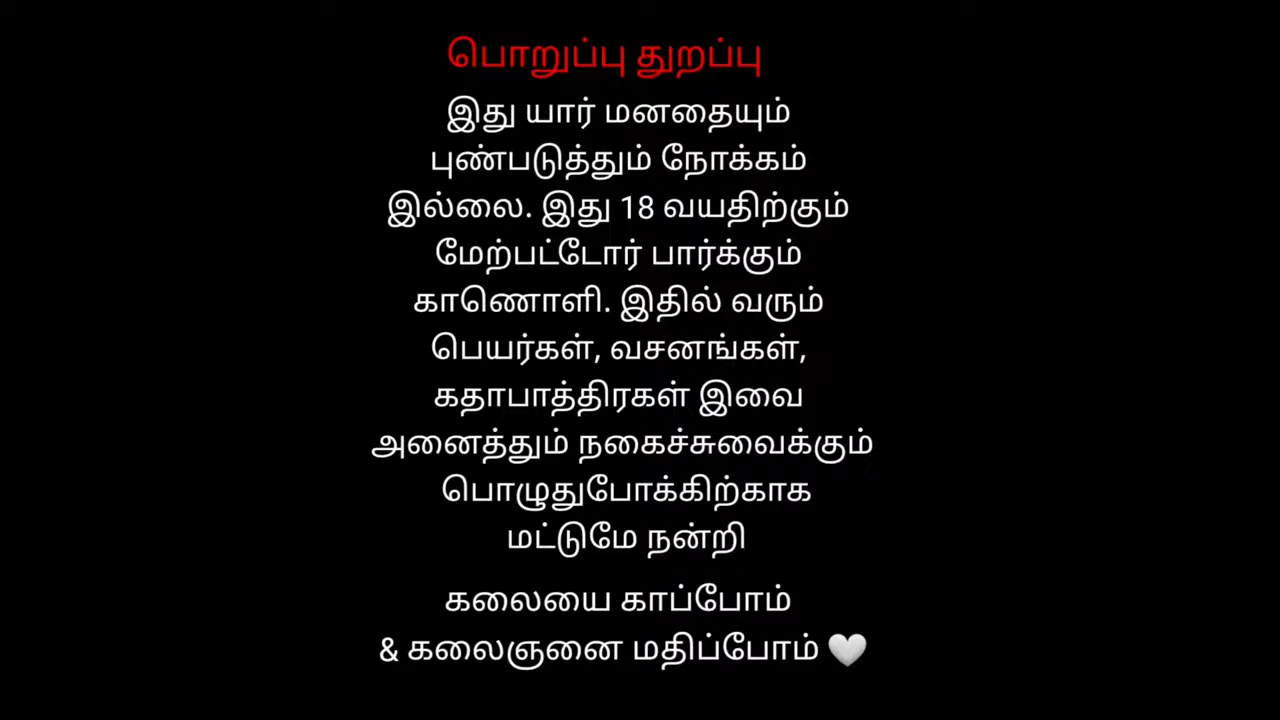 பொறுப்பு துறப்பு
இது யார் மனதையும்
புண்படுத்தும் நோக்கம்
இல்லை. இது 18 வயதிற்கும்
மேற்பட்டோர் பார்க்கும்
காணொளி. இதில் வரும்
பெயர்கள், வசனங்கள்,
கதாபாத்திரகள் இவை
அனைத்தும் நகைச்சுவைக்கும்
பொழுதுபோக்கிற்காக
மட்டுமே நன்றி
கலையை காப்போம்
& கலைஞனை மதிப்போம் 🤍